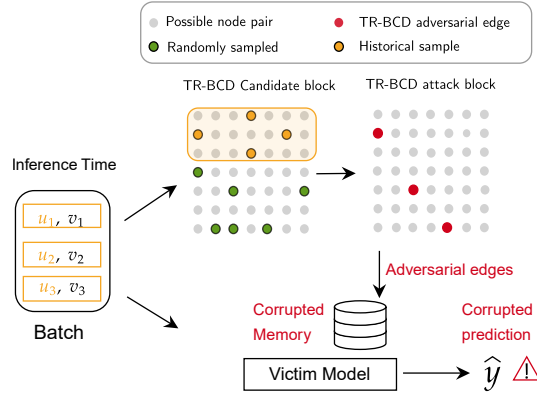 Possible node pair
TR-BCD adversarial edge
Randomly sampled
Historical sample
TR-BCD Candidate block
TR-BCD attack block
Inference Time
u₁, v₁
u₂, v₂
u₃, v₃
Batch
Adversarial edges
Corrupted
Memory
Corrupted
prediction
Victim Model
ŷ
!